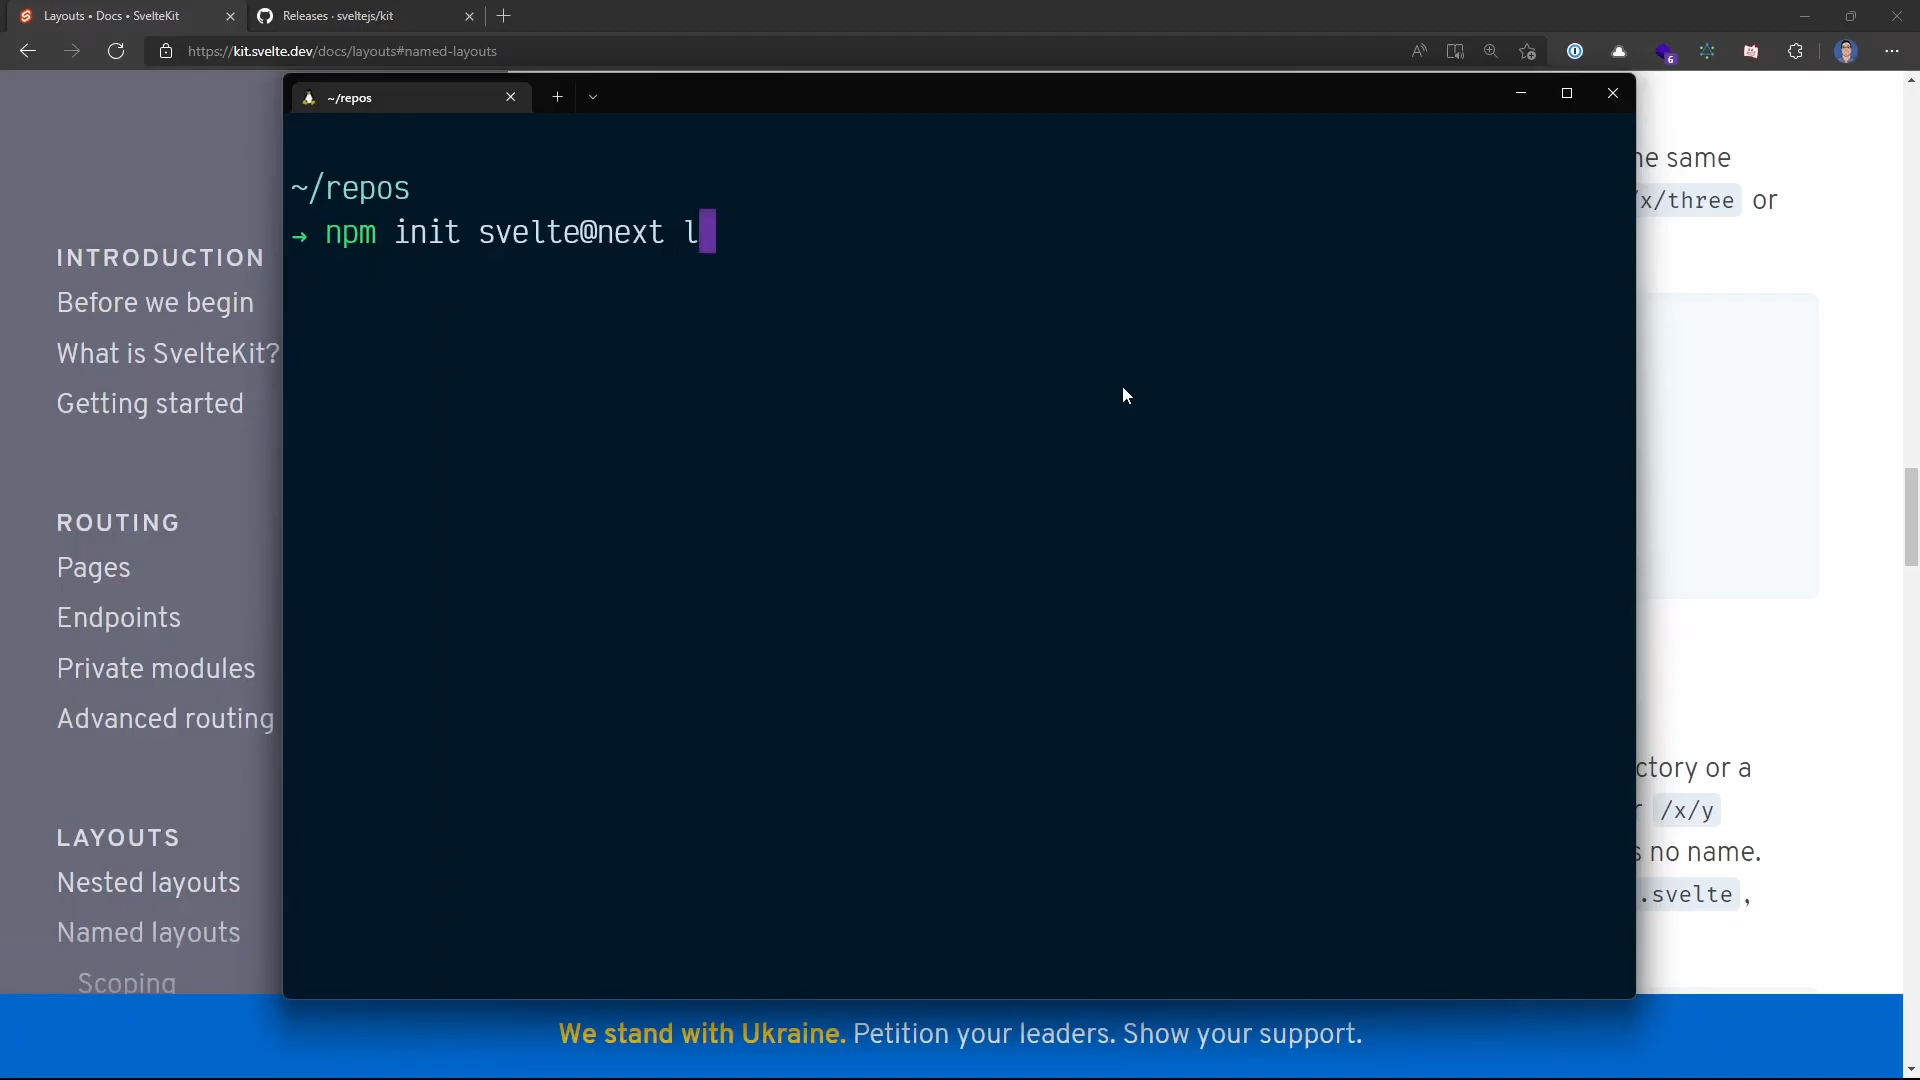 Layouts • Docs • SvelteKit
Releases · sveltejs/kit
https://kit.svelte.dev/docs/layouts#named-layouts
6
~/repos
~/repos
→ npm init svelte@next l
INTRODUCTION
Before we begin
What is SvelteKit?
Getting started
ROUTING
Pages
Endpoints
Private modules
Advanced routing
LAYOUTS
Nested layouts
Named layouts
Scoping
same
/x/three or
or a
/x/y
no name.
.svelte ,
We stand with Ukraine. Petition your leaders. Show your support.